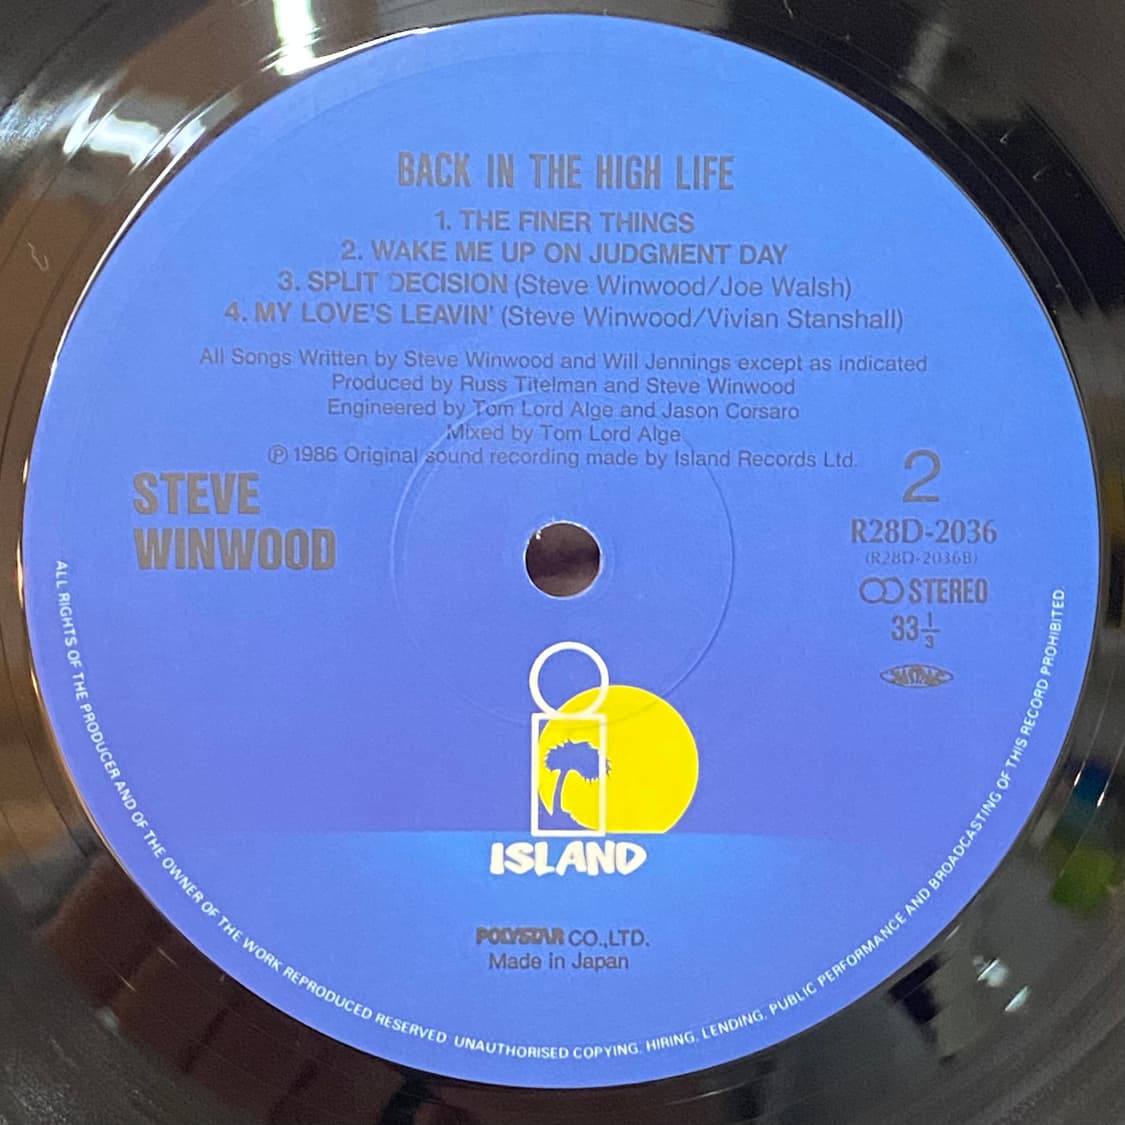 BACK IN THE HIGH LIFE
1. THE FINER THINGS
2. WAKE ME UP ON JUDGMENT DAY
3. SPLIT DECISION (Steve Winwood/Joe Walsh)
4. MY LOVE'S LEAVIN' (Steve Winwood/Vivian Stanshall)
All Songs Written by Steve Winwood and Will Jennings except as indicated
Produced by Russ Titelman and Steve Winwood
Engineered by Tom Lord Alge and Jason Corsaro
Mixed by Tom Lord Alge
℗ 1986 Original sound recording made by Island Records Ltd.
STEVE
WINWOOD
2
R28D-2036
(R28D-2036B)
STEREO
33 1/3
ISLAND
POLYSTAR CO.,LTD.
Made in Japan
ALL RIGHTS OF THE PRODUCER AND OF THE OWNER OF THE WORK REPRODUCED RESERVED. UNAUTHORISED COPYING, HIRING, LENDING, PUBLIC PERFORMANCE AND BROADCASTING OF THIS RECORD PROHIBITED.